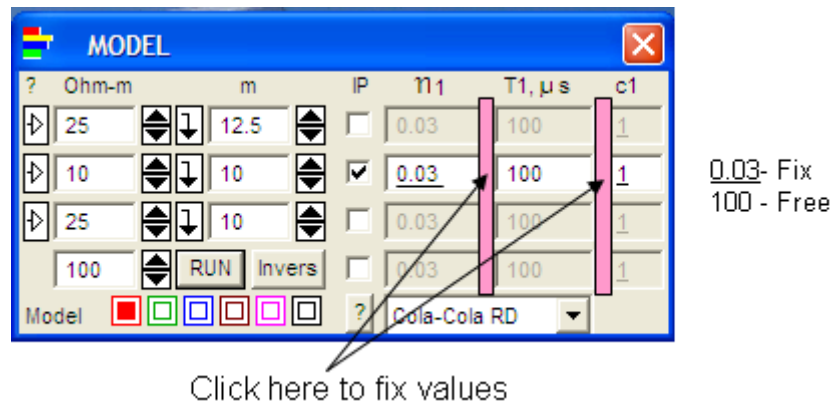 MODEL
? Ohm-m m IP η1 T1, µ s c1
25 12.5 0.03 100 1
10 10 0.03 100 1
25 10 0.03 100 1
100 RUN Invers 0.03 100 1
Model ? Cola-Cola RD
0.03- Fix
100 - Free
Click here to fix values